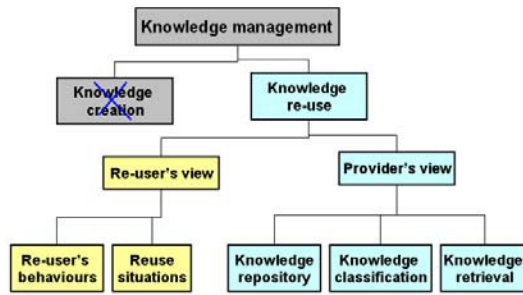 Knowledge management
Knowledge
creation
Knowledge
re-use
Re-user's view
Provider's view
Re-user's
behaviours
Reuse
situations
Knowledge
repository
Knowledge
classification
Knowledge
retrieval